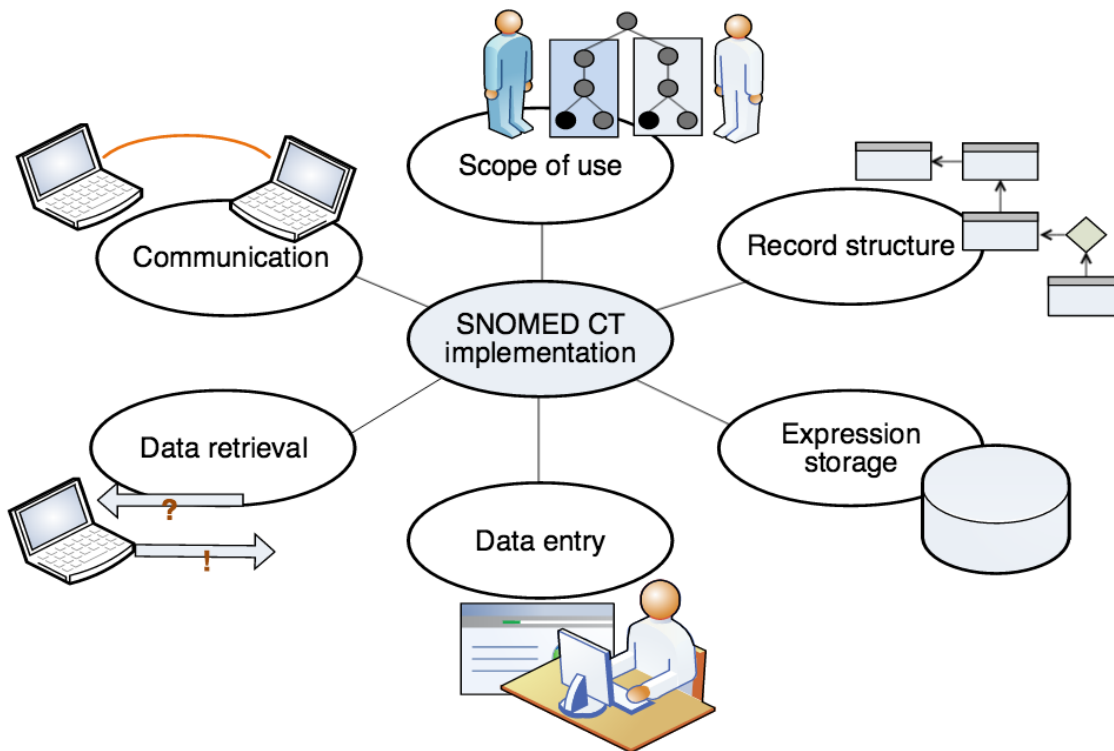 Scope of use
Communication
Record structure
SNOMED CT
implementation
Data retrieval
Expression
storage
?
!
Data entry